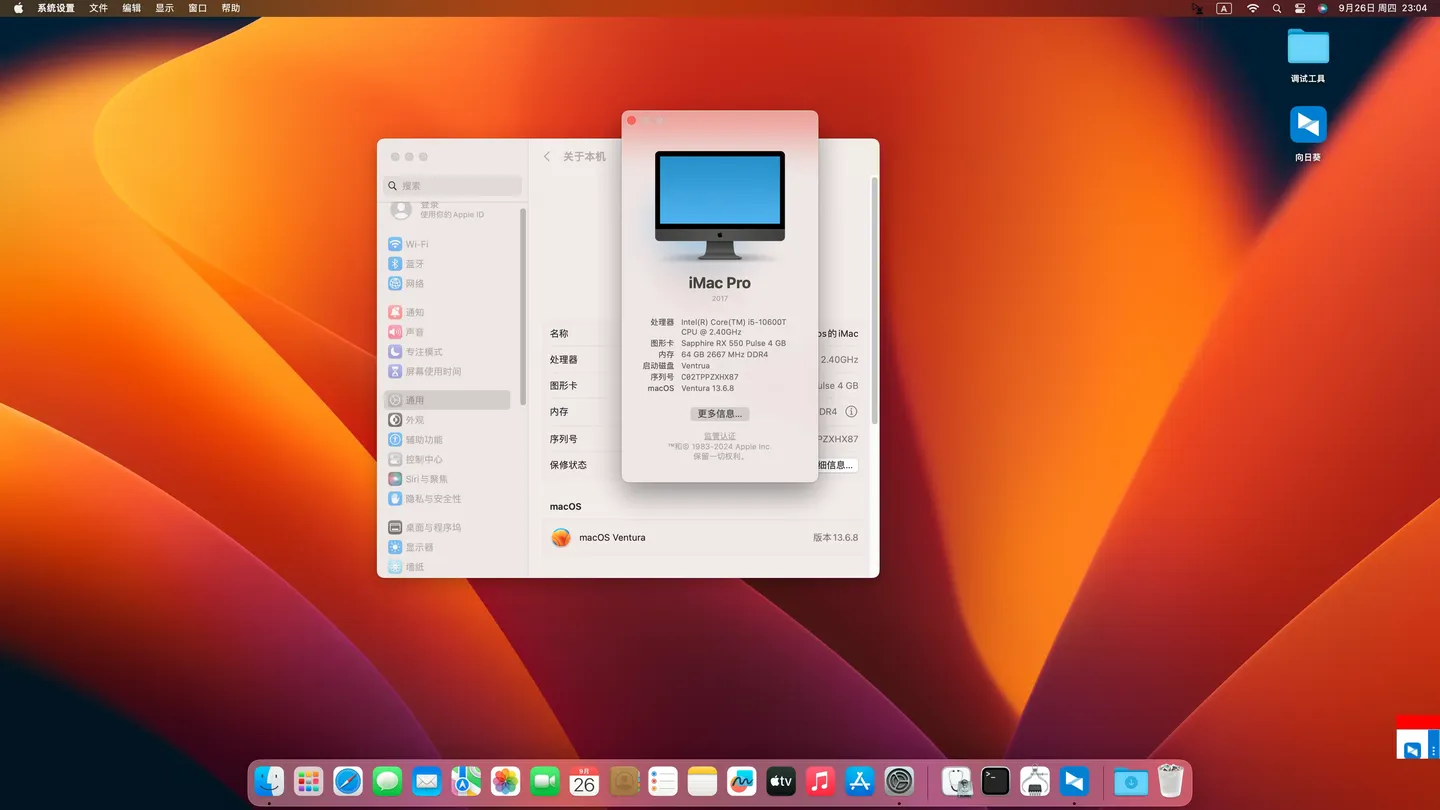 系统设置 文件 编辑 显示 窗口 帮助
A 9月26日 周四 23:04
调试工具
向日葵
关于本机
搜索
登录
使用你的 Apple ID
Wi-Fi
蓝牙
网络
通知
声音
专注模式
屏幕使用时间
通用
外观
辅助功能
控制中心
Siri与聚焦
隐私与安全性
桌面与程序坞
显示器
墙纸
名称 os的iMac
处理器 2.40GHz
图形卡 ulse 4 GB
内存 DR4
序列号 PZXHX87
保修状态 细信息...
macOS
macOS Ventura 版本 13.6.8
iMac Pro
2017
处理器 Intel(R) Core(TM) i5-10600T
CPU @ 2.40GHz
图形卡 Sapphire RX 550 Pulse 4 GB
内存 64 GB 2667 MHz DDR4
启动磁盘 Ventrua
序列号 C02TPPZXHX87
macOS Ventura 13.6.8
更多信息...
监管认证
™和© 1983-2024 Apple Inc.
保留一切权利。
9月
26
tv